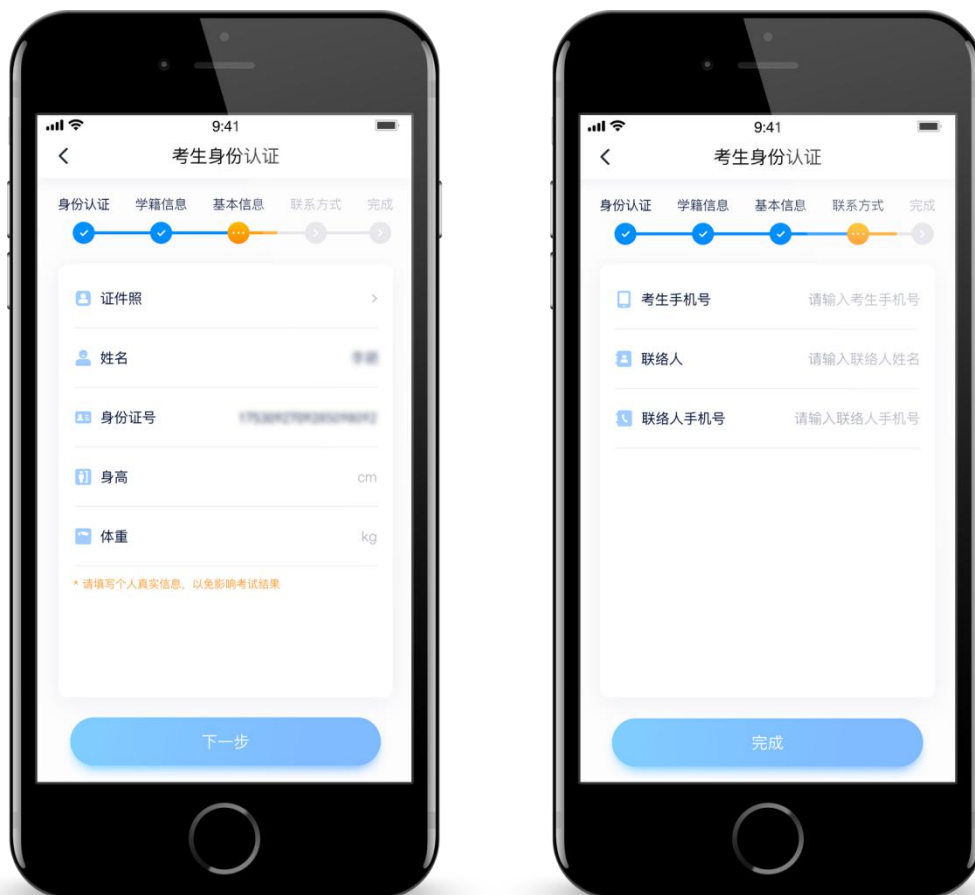 9:41
考生身份认证
身份认证 学籍信息 基本信息 联系方式 完成
证件照
姓名
身份证号
身高 cm
体重 kg
* 请填写个人真实信息，以免影响考试结果
下一步
9:41
考生身份认证
身份认证 学籍信息 基本信息 联系方式 完成
考生手机号 请输入考生手机号
联络人 请输入联络人姓名
联络人手机号 请输入联络人手机号
完成